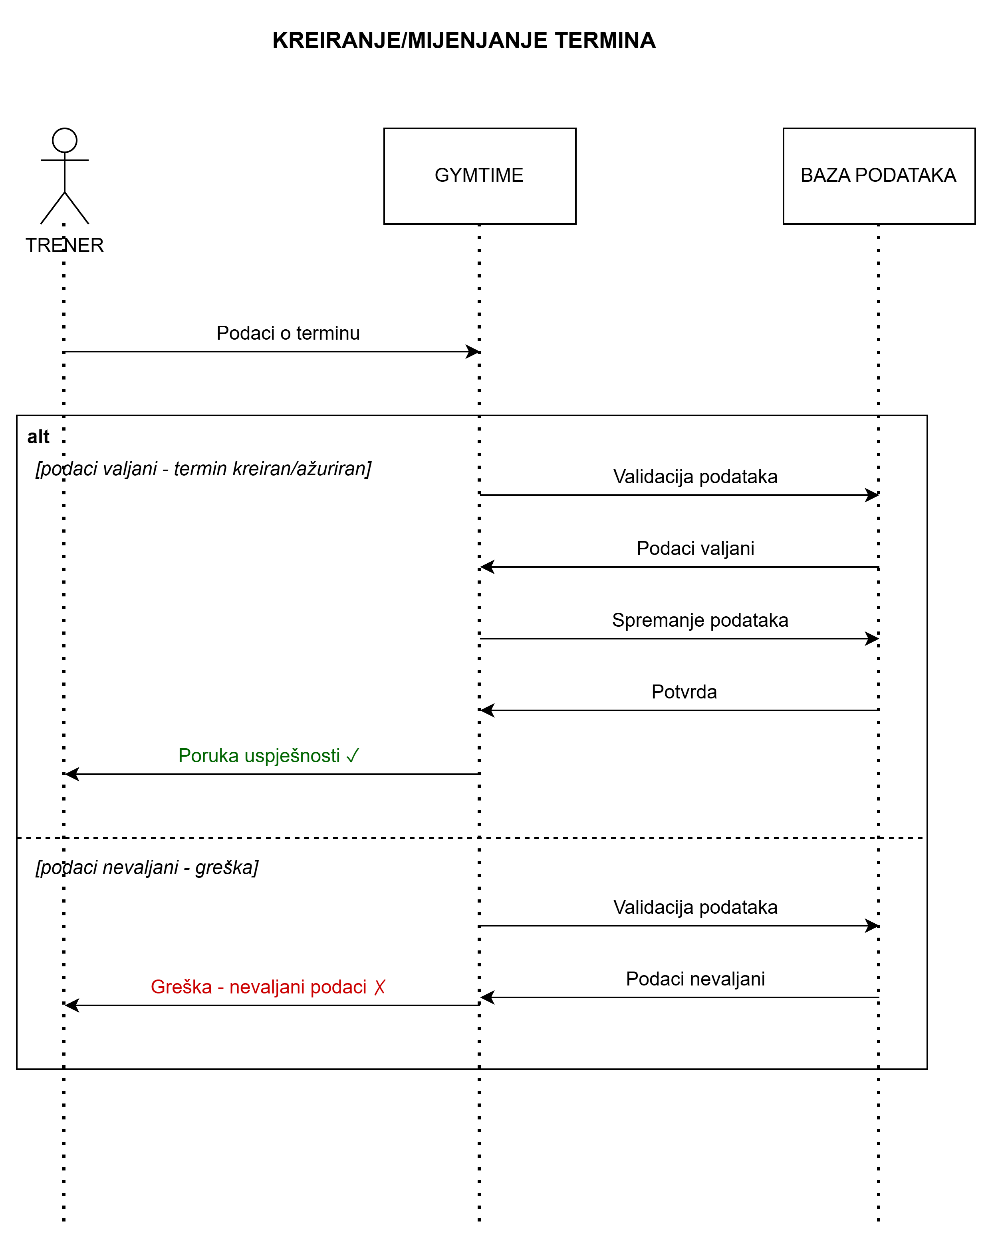 KREIRANJE/MIJENJANJE TERMINA
TRENER
GYMTIME
BAZA PODATAKA
Podaci o terminu
alt
[podaci valjani - termin kreiran/ažuriran]
Validacija podataka
Podaci valjani
Spremanje podataka
Potvrda
Poruka uspješnosti ✓
[podaci nevaljani - greška]
Validacija podataka
Podaci nevaljani
Greška - nevaljani podaci ✗